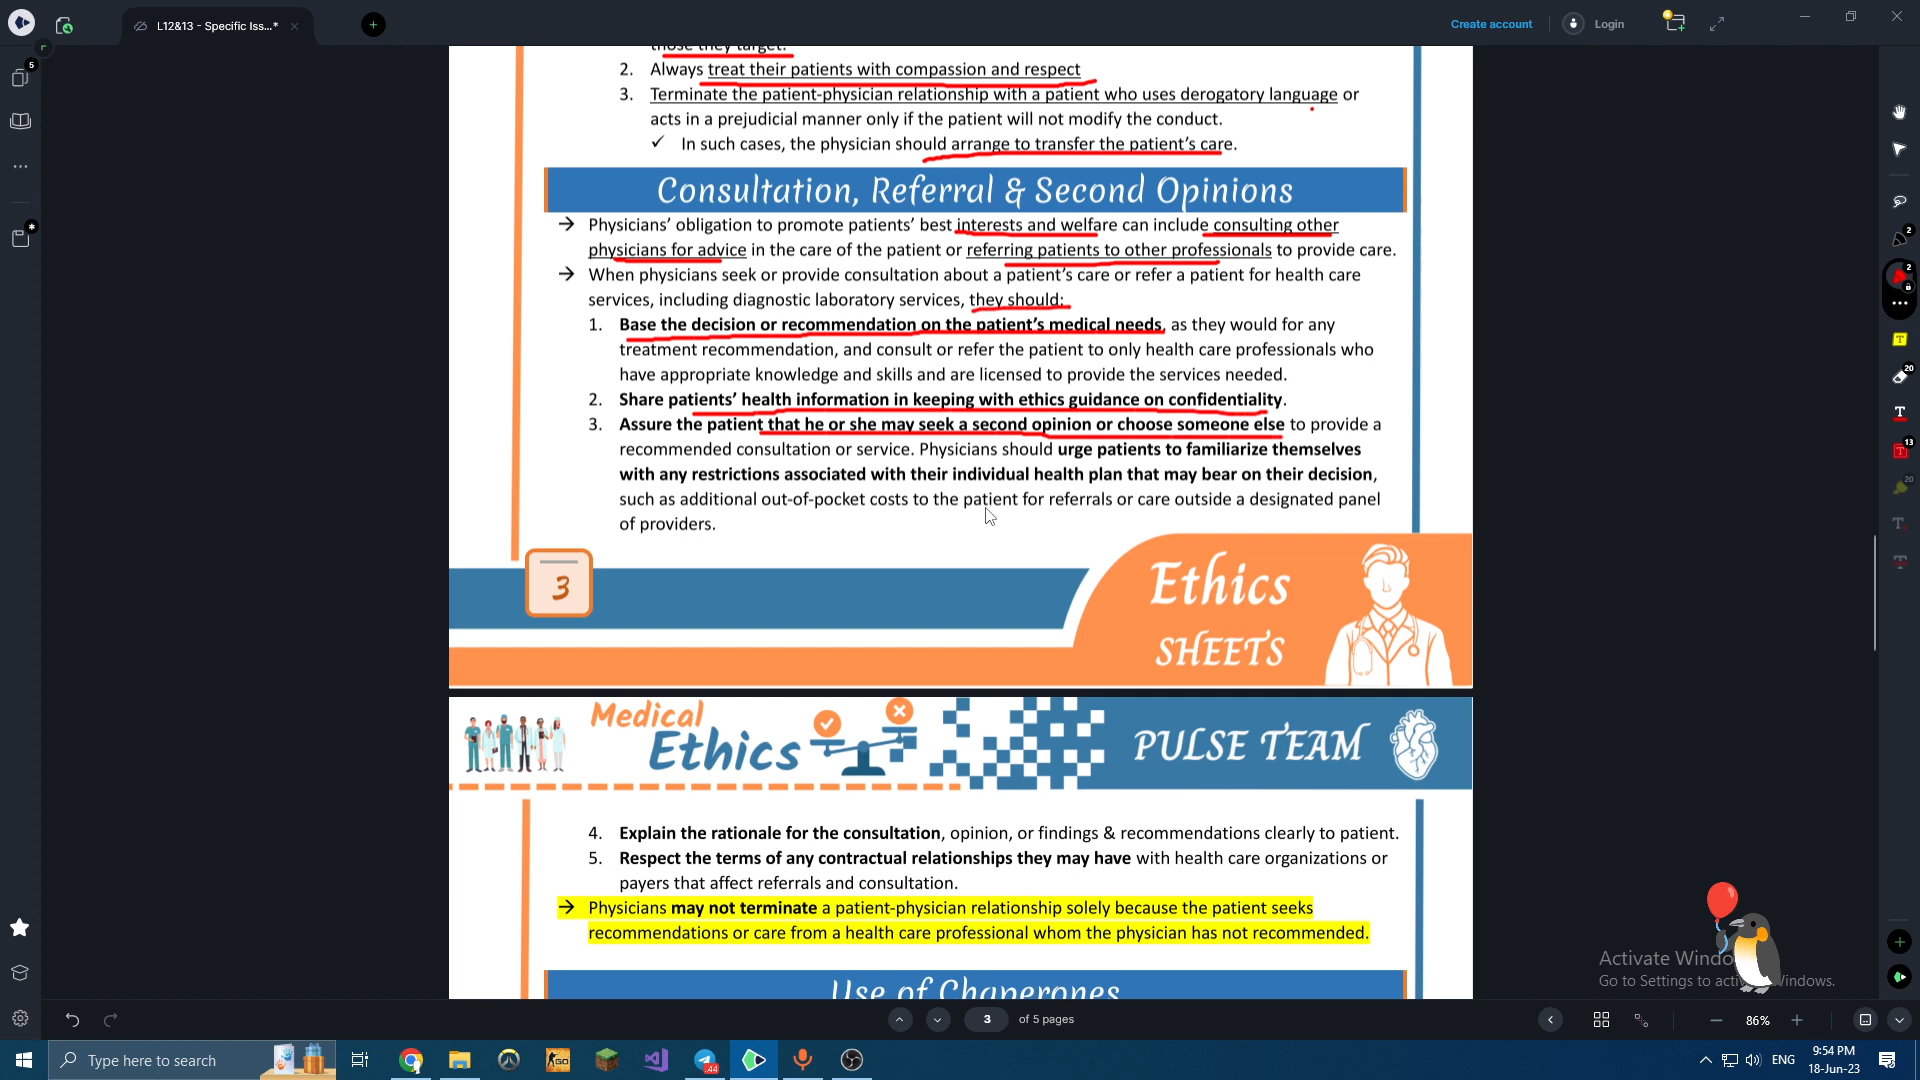 L12&13 - Specific Iss...*
Create account
Login
5
those they target.
2. Always treat their patients with compassion and respect
3. Terminate the patient-physician relationship with a patient who uses derogatory language or
acts in a prejudicial manner only if the patient will not modify the conduct.
✓ In such cases, the physician should arrange to transfer the patient's care.
Consultation, Referral & Second Opinions
→ Physicians' obligation to promote patients' best interests and welfare can include consulting other
physicians for advice in the care of the patient or referring patients to other professionals to provide care.
→ When physicians seek or provide consultation about a patient's care or refer a patient for health care
services, including diagnostic laboratory services, they should:
1. Base the decision or recommendation on the patient's medical needs, as they would for any
treatment recommendation, and consult or refer the patient to only health care professionals who
have appropriate knowledge and skills and are licensed to provide the services needed.
2. Share patients' health information in keeping with ethics guidance on confidentiality.
3. Assure the patient that he or she may seek a second opinion or choose someone else to provide a
recommended consultation or service. Physicians should urge patients to familiarize themselves
with any restrictions associated with their individual health plan that may bear on their decision,
such as additional out-of-pocket costs to the patient for referrals or care outside a designated panel
of providers.
3
Ethics
SHEETS
Medical
Ethics
PULSE TEAM
4. Explain the rationale for the consultation, opinion, or findings & recommendations clearly to patient.
5. Respect the terms of any contractual relationships they may have with health care organizations or
payers that affect referrals and consultation.
→ Physicians may not terminate a patient-physician relationship solely because the patient seeks
recommendations or care from a health care professional whom the physician has not recommended.
Use of Chaperones
2
2
20
13
20
Activate Windo
Go to Settings to acti indows.
3 of 5 pages
86%
Type here to search
GO
44
ENG
9:54 PM
18-Jun-23